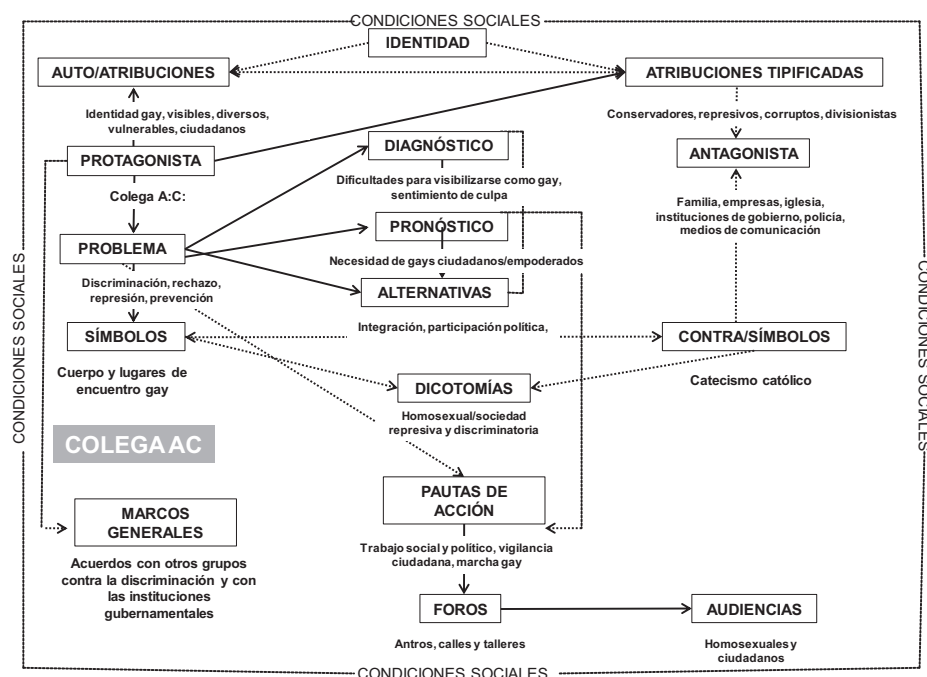 CONDICIONES SOCIALES
IDENTIDAD
AUTO/ATRIBUCIONES
ATRIBUCIONES TIPIFICADAS
Identidad gay, visibles, diversos,
vulnerables, ciudadanos
Conservadores, represivos, corruptos, divisionistas
PROTAGONISTA
DIAGNÓSTICO
ANTAGONISTA
Dificultades para visibilizarse como gay,
sentimiento de culpa
Colega A:C:
Familia, empresas, iglesia,
instituciones de gobierno, policía,
medios de comunicación
PROBLEMA
PRONÓSTICO
Necesidad de gays ciudadanos/empoderados
Discriminación, rechazo,
represión, prevención
ALTERNATIVAS
Integración, participación política,
SÍMBOLOS
CONTRA/SÍMBOLOS
Cuerpo y lugares de
encuentro gay
DICOTOMÍAS
Catecismo católico
Homosexual/sociedad
represiva y discriminatoria
COLEGA AC
PAUTAS DE
ACCIÓN
MARCOS
GENERALES
Trabajo social y político, vigilancia
ciudadana, marcha gay
Acuerdos con otros grupos
contra la discriminación y con
las instituciones
gubernamentales
FOROS
AUDIENCIAS
Antros, calles y talleres
Homosexuales y
ciudadanos
CONDICIONES SOCIALES
CONDICIONES SOCIALES
CONDICIONES SOCIALES